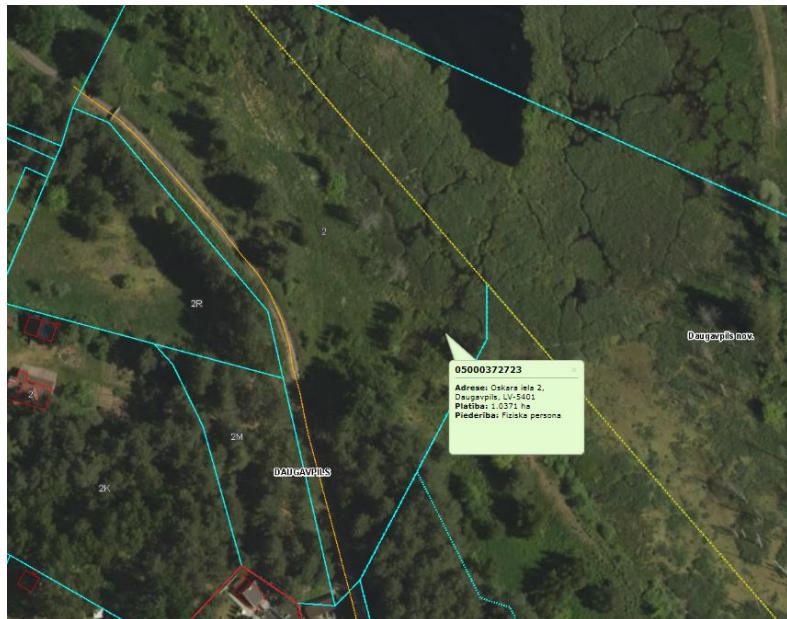 2
2R
Daugavpils nov.
05000372723
Adrese: Oskara iela 2,
Daugavpils, LV-5401
Platība: 1.0371 ha
Piederība: Fiziska persona
2
2M
DAUGAVPILS
2K